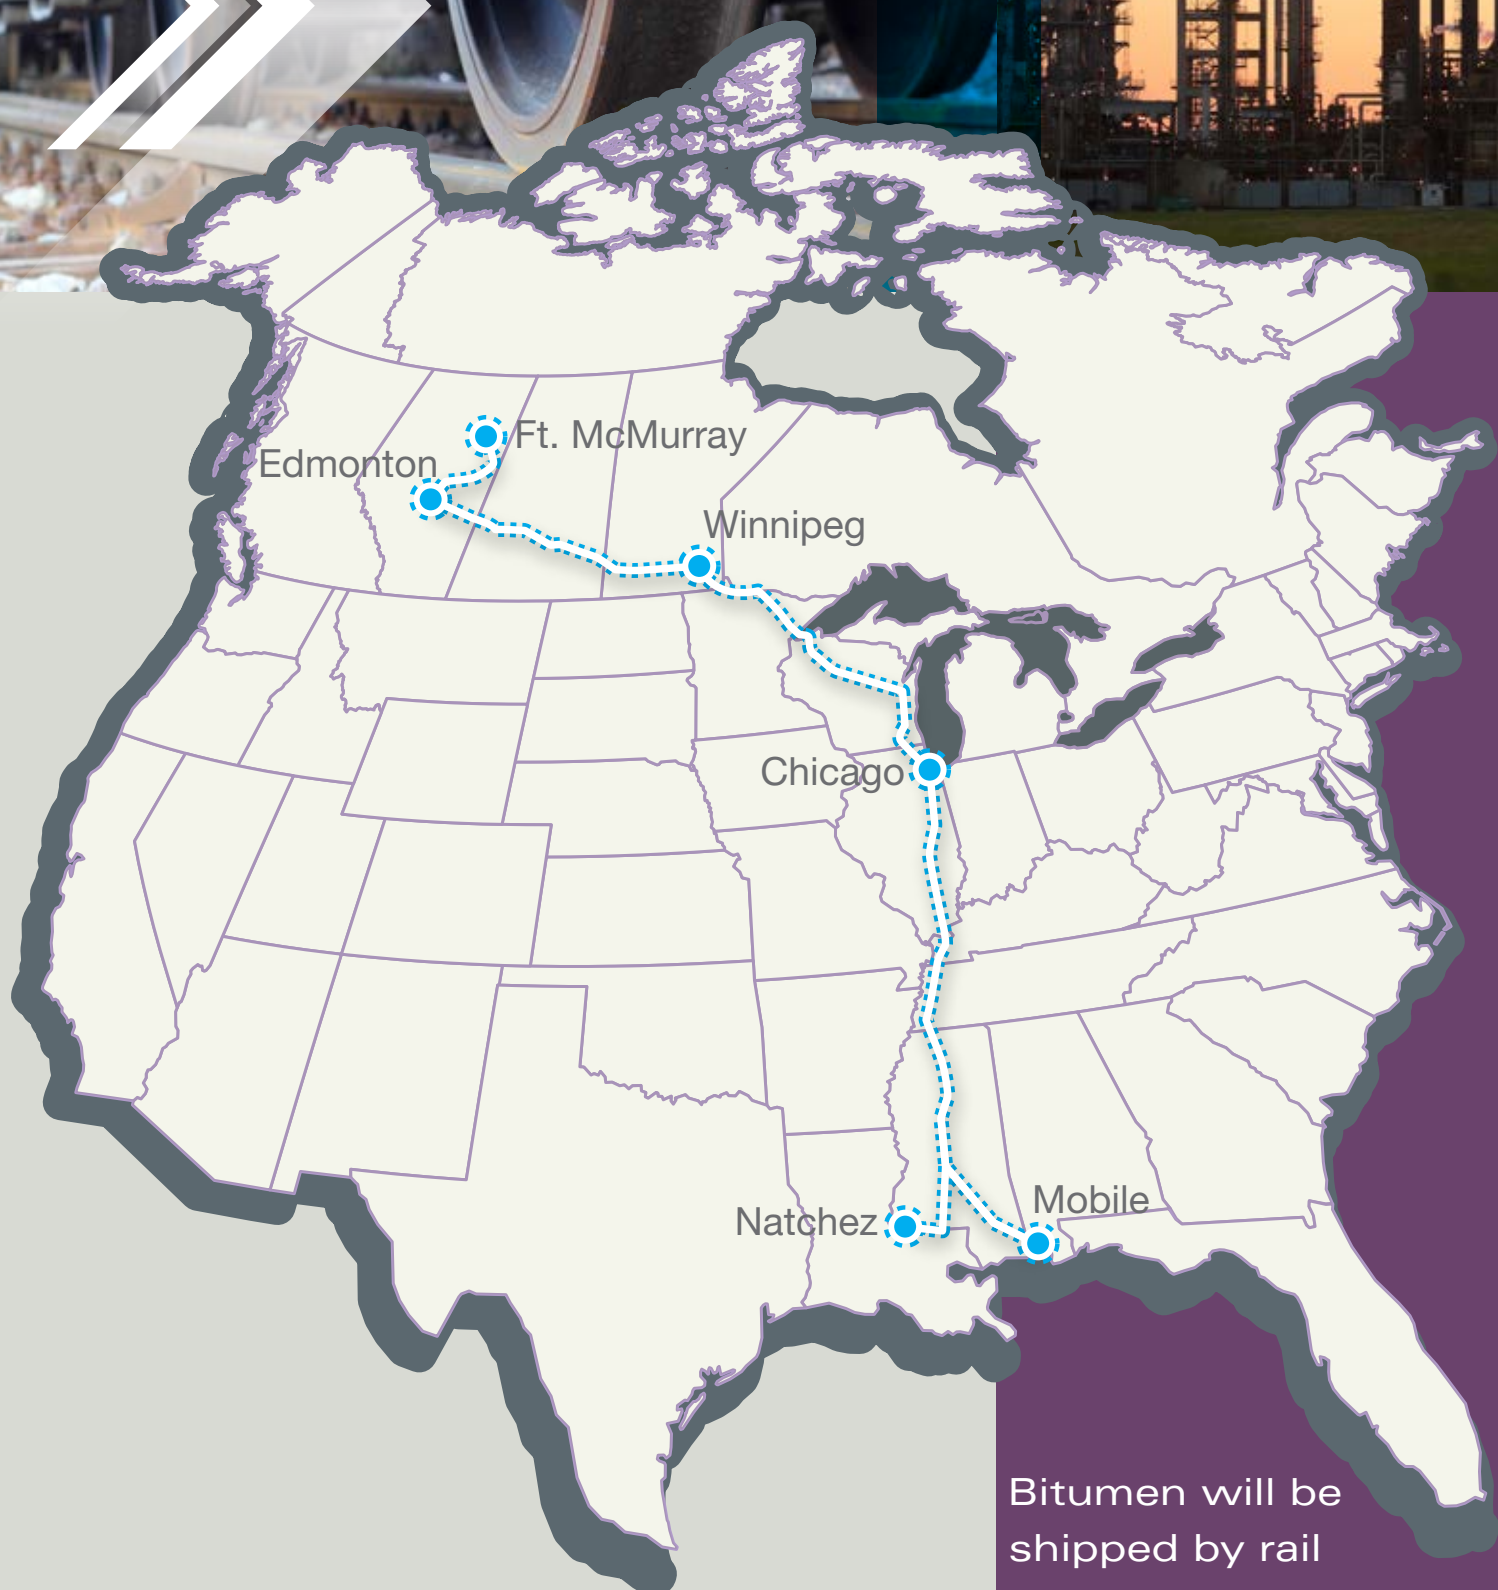 Ft. McMurray
Edmonton
Winnipeg
Chicago
Mobile
Natchez
Bitumen will be
shipped by rail